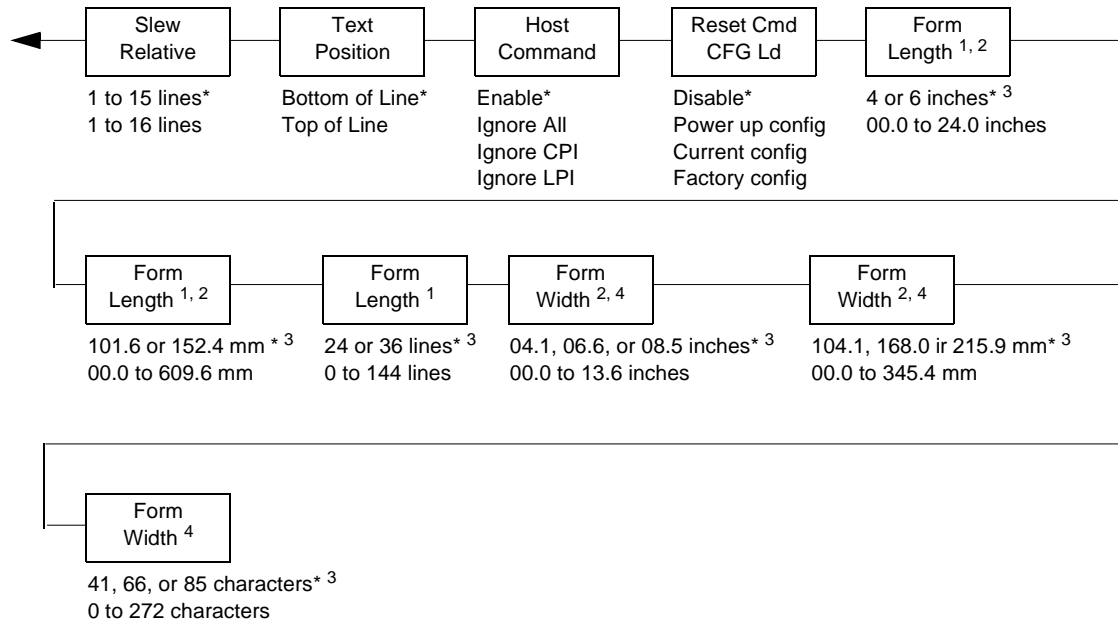 Slew
Relative
1 to 15 lines*
1 to 16 lines
Text
Position
Bottom of Line*
Top of Line
Host
Command
Enable*
Ignore All
Ignore CPI
Ignore LPI
Reset Cmd
CFG Ld
Disable*
Power up config
Current config
Factory config
Form
Length 1, 2
4 or 6 inches* 3
00.0 to 24.0 inches
Form
Length 1, 2
101.6 or 152.4 mm * 3
00.0 to 609.6 mm
Form
Length 1
24 or 36 lines* 3
0 to 144 lines
Form
Width 2, 4
04.1, 06.6, or 08.5 inches* 3
00.0 to 13.6 inches
Form
Width 2, 4
104.1, 168.0 ir 215.9 mm* 3
00.0 to 345.4 mm
Form
Width 4
41, 66, or 85 characters* 3
0 to 272 characters